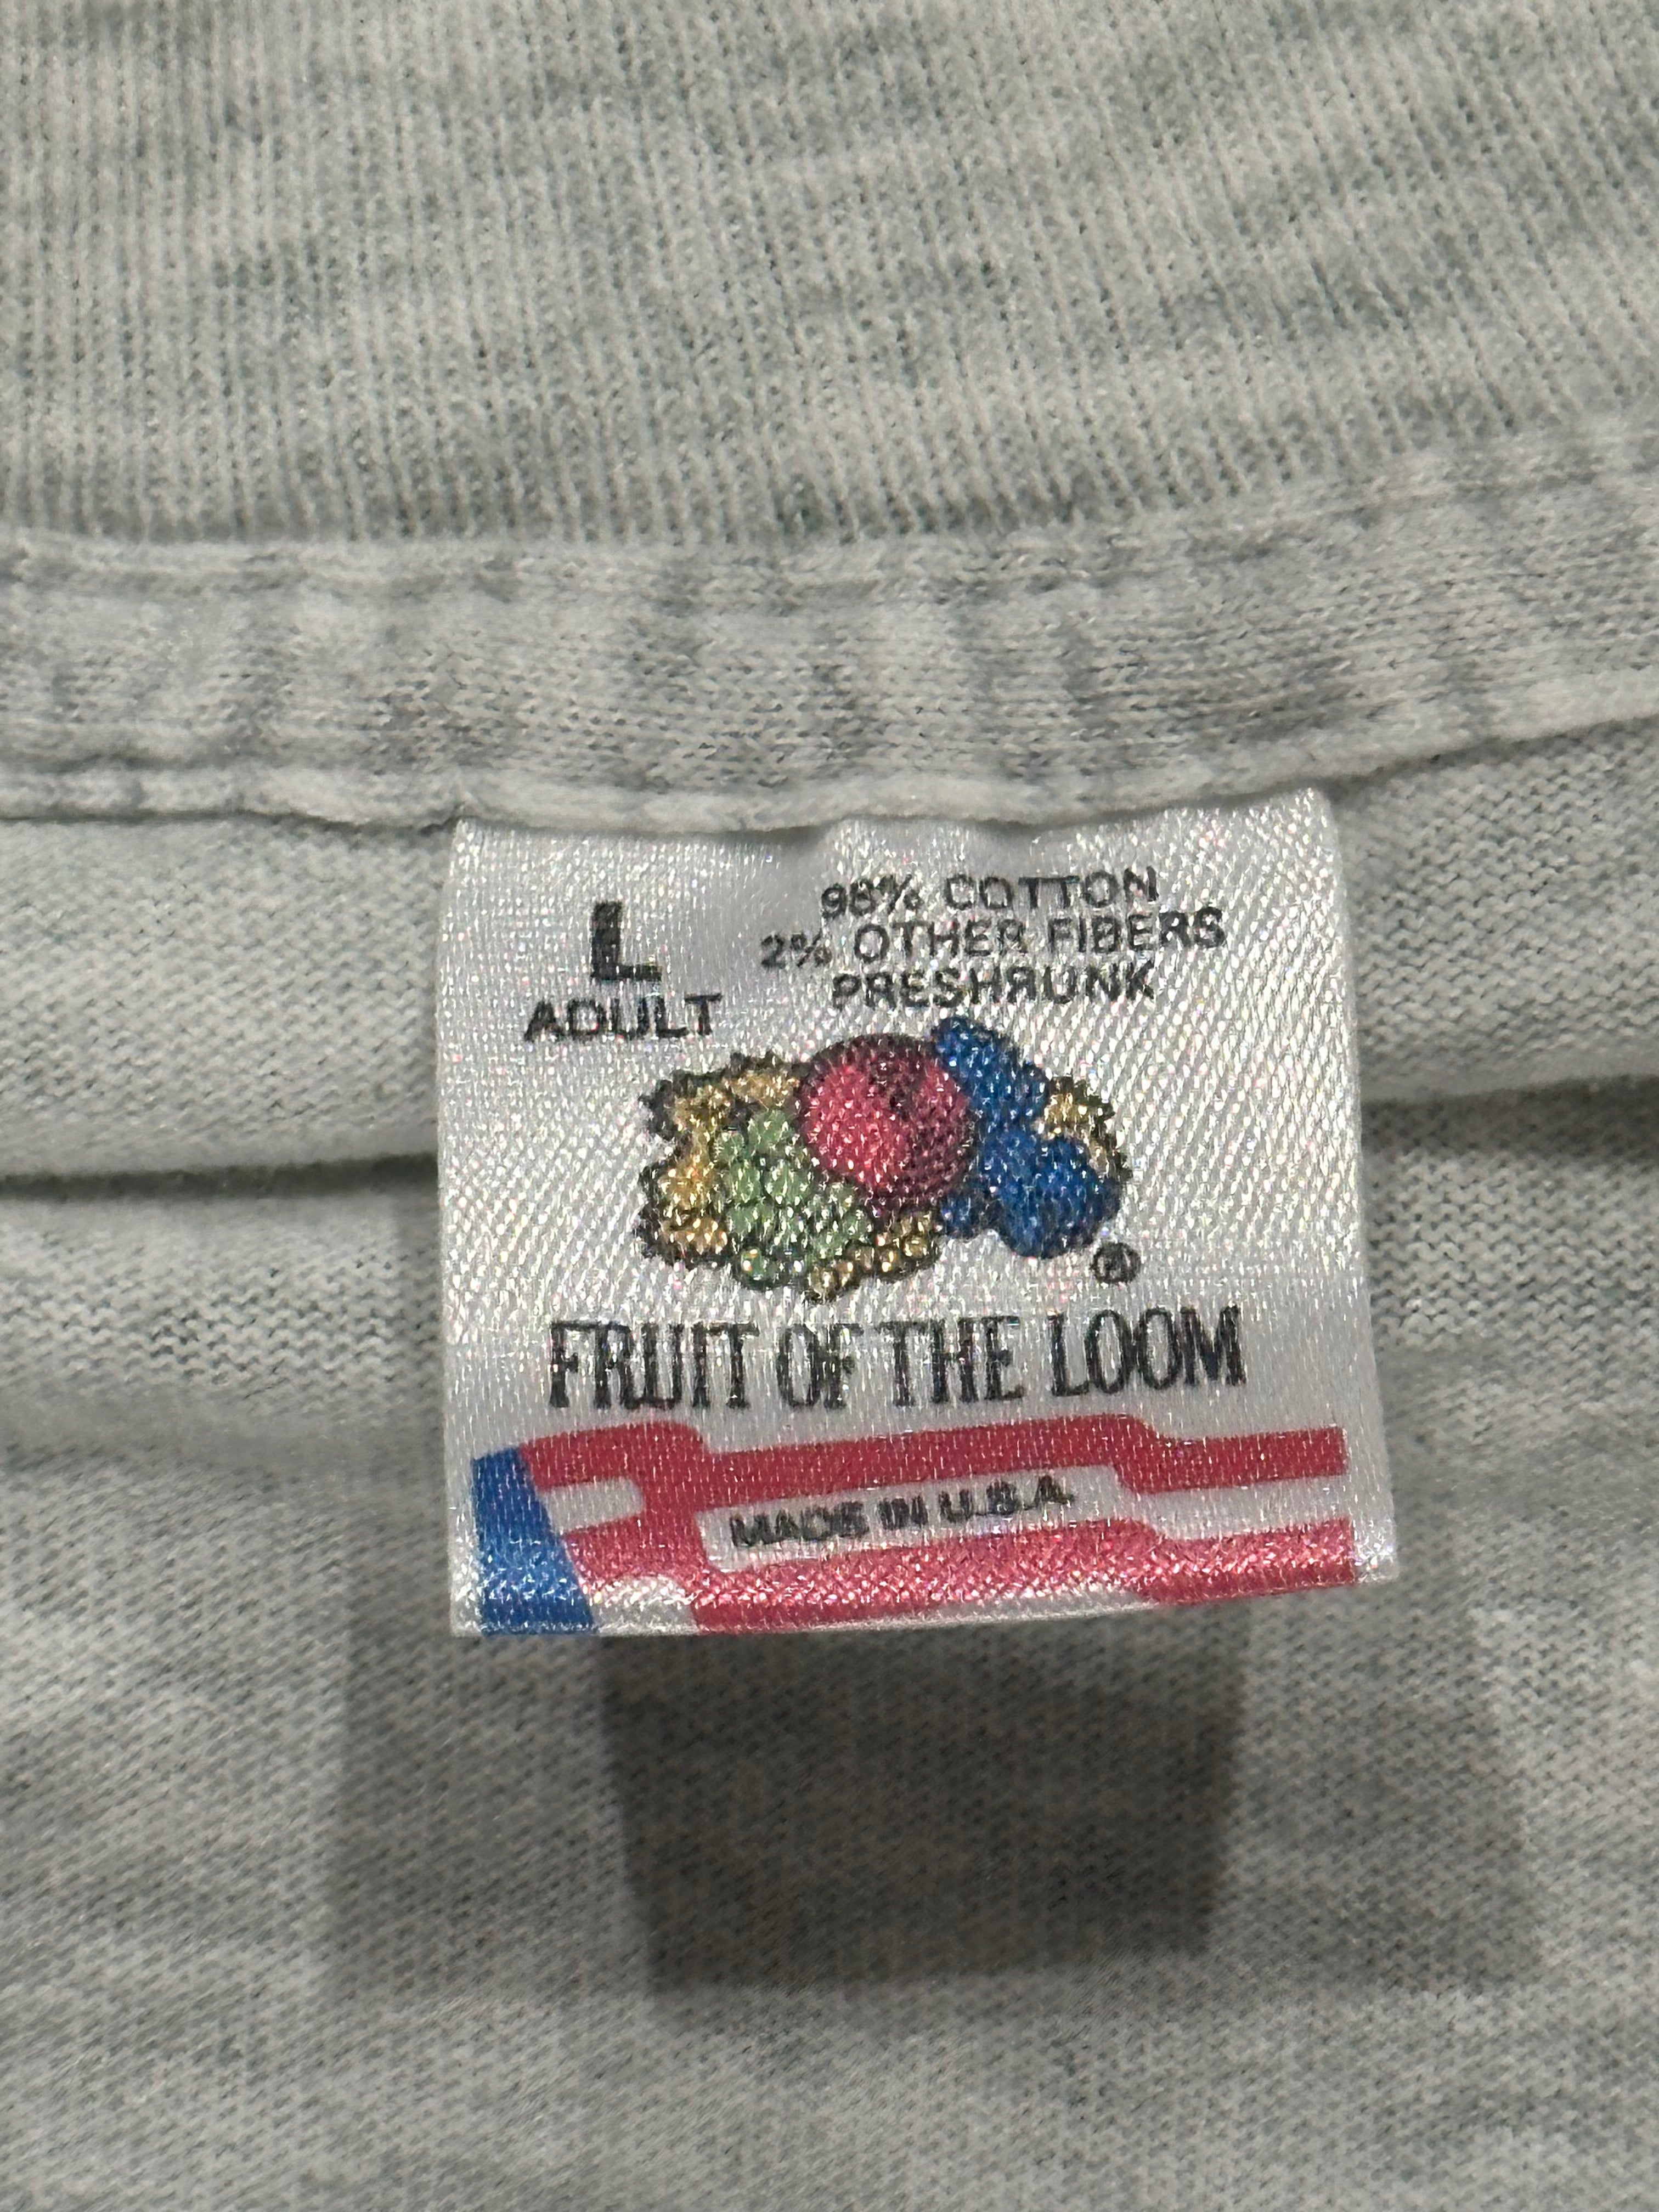 L
ADULT
98% COTTON
2% OTHER FIBERS
PRESHRUNK
®
FRUIT OF THE LOOM
MADE IN U.S.A.